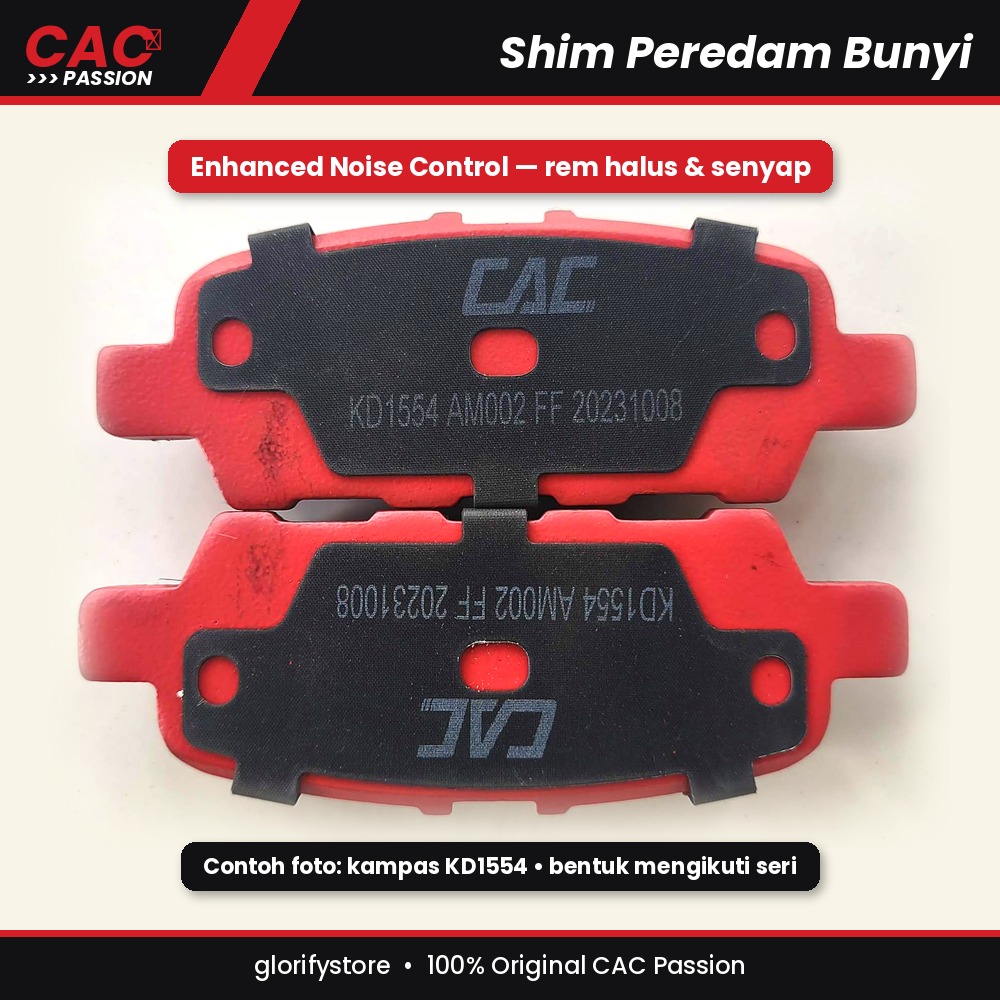 CAC
››› PASSION
Shim Peredam Bunyi
Enhanced Noise Control — rem halus & senyap
CAC
KD1554 AM002 FF 20231008
KD1554 AM002 FF 20231008
CAC
Contoh foto: kampas KD1554 • bentuk mengikuti seri
glorifystore • 100% Original CAC Passion